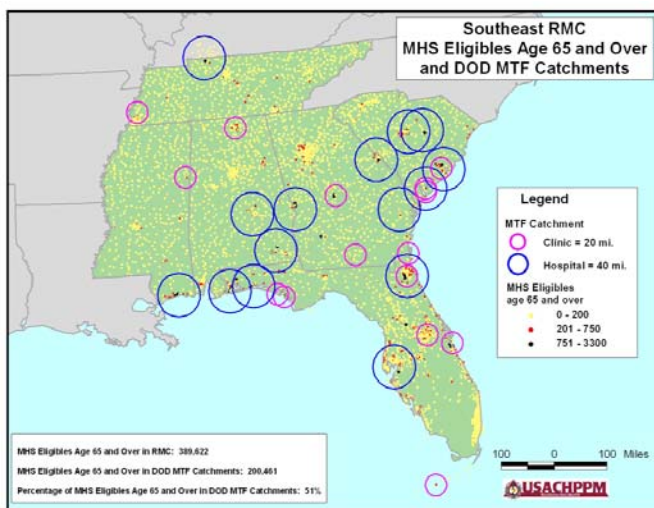 Southeast RMC
MHS Eligibles Age 65 and Over
and DOD MTF Catchments
Legend
MTF Catchment
Clinic = 20 mi.
Hospital = 40 mi.
MHS Eligibles
age 65 and over
0 - 200
201 - 750
751 - 3300
MHS Eligibles Age 65 and Over in RMC: 389,622
MHS Eligibles Age 65 and Over in DOD MTF Catchments: 200,461
Percentage of MHS Eligibles Age 65 and Over in DOD MTF Catchments: 51%
100 0 100 Miles
USACHPPM